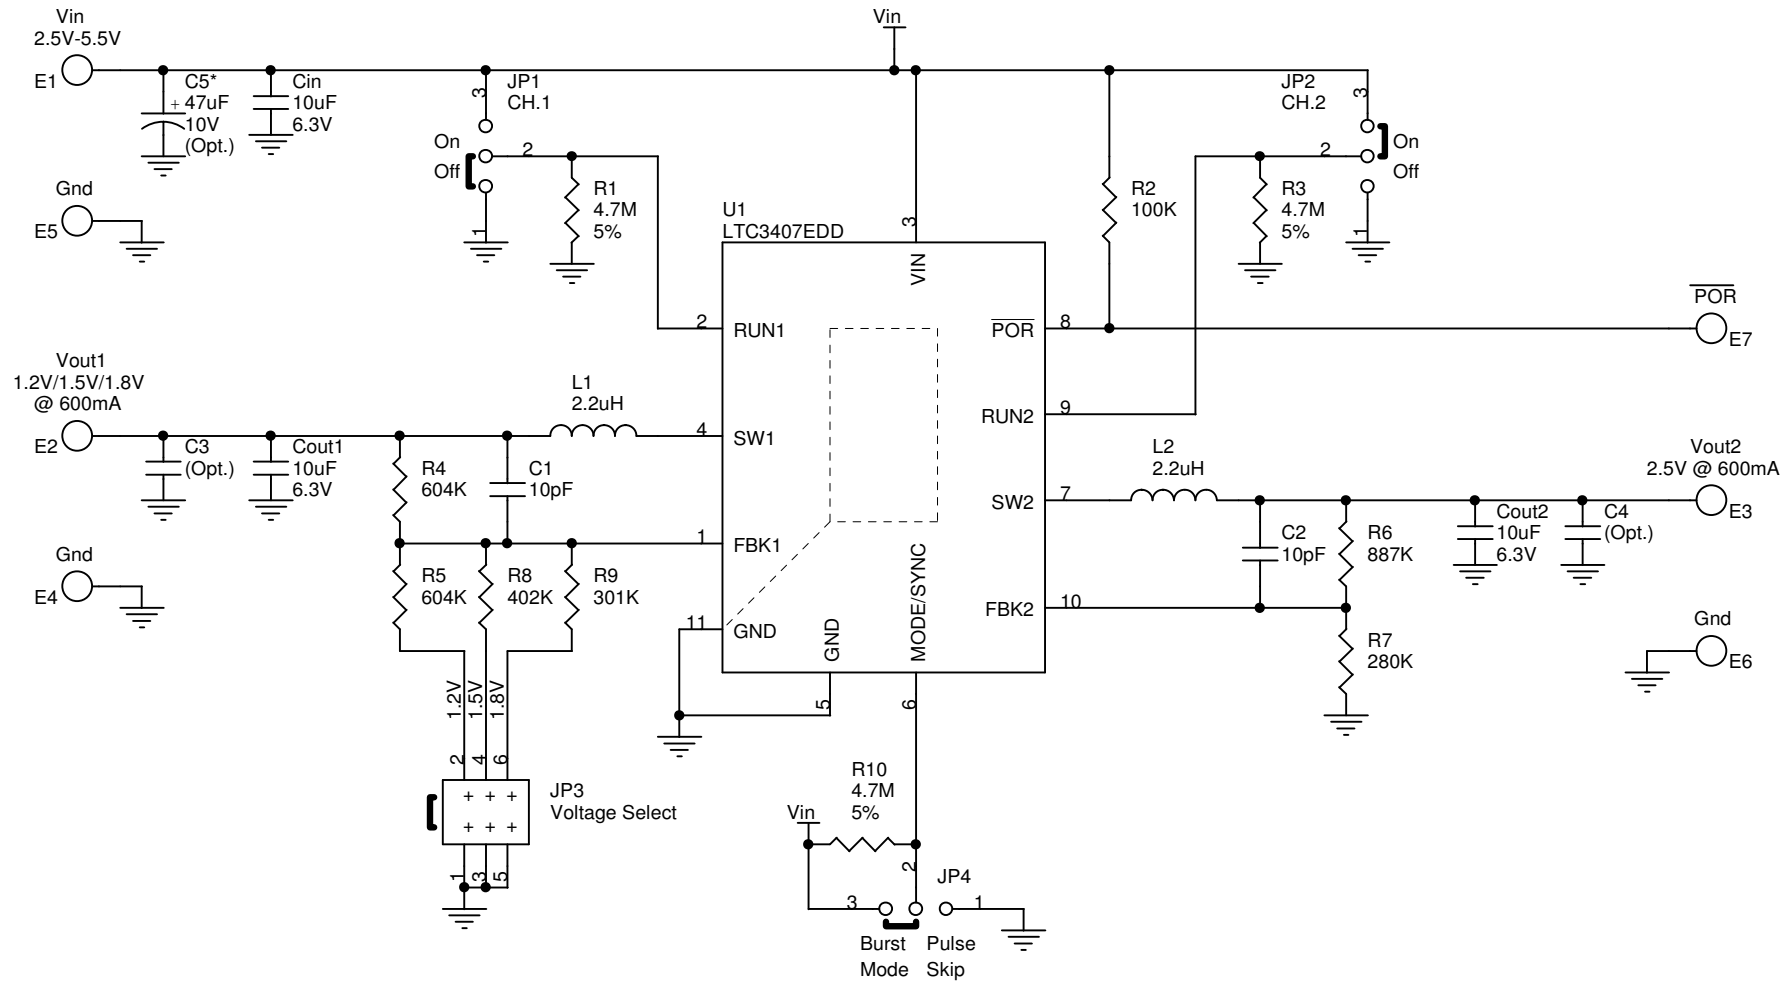 Vin
2.5V-5.5V
E1
C5*
+ 47uF
10V
(Opt.)
Cin
10uF
6.3V
3
JP1
CH.1
On
Off
2
1
R1
4.7M
5%
Vin
JP2
CH.2
3
On
Off
2
1
R2
100K
R3
4.7M
5%
Gnd
E5
U1
LTC3407EDD
3
VIN
2
RUN1
POR
8
POR
E7
RUN2
9
Vout1
1.2V/1.5V/1.8V
@ 600mA
E2
C3
(Opt.)
Cout1
10uF
6.3V
R4
604K
C1
10pF
L1
2.2uH
4
SW1
1
FBK1
R5
604K
R8
402K
R9
301K
Gnd
E4
11
GND
GND
MODE/SYNC
5
6
SW2
7
L2
2.2uH
Vout2
2.5V @ 600mA
E3
C2
10pF
R6
887K
Cout2
10uF
6.3V
C4
(Opt.)
FBK2
10
R7
280K
Gnd
E6
1.2V
1.5V
1.8V
2
4
6
+ + +
+ + +
JP3
Voltage Select
1
3
5
R10
4.7M
5%
Vin
2
JP4
3
1
Burst
Mode
Pulse
Skip